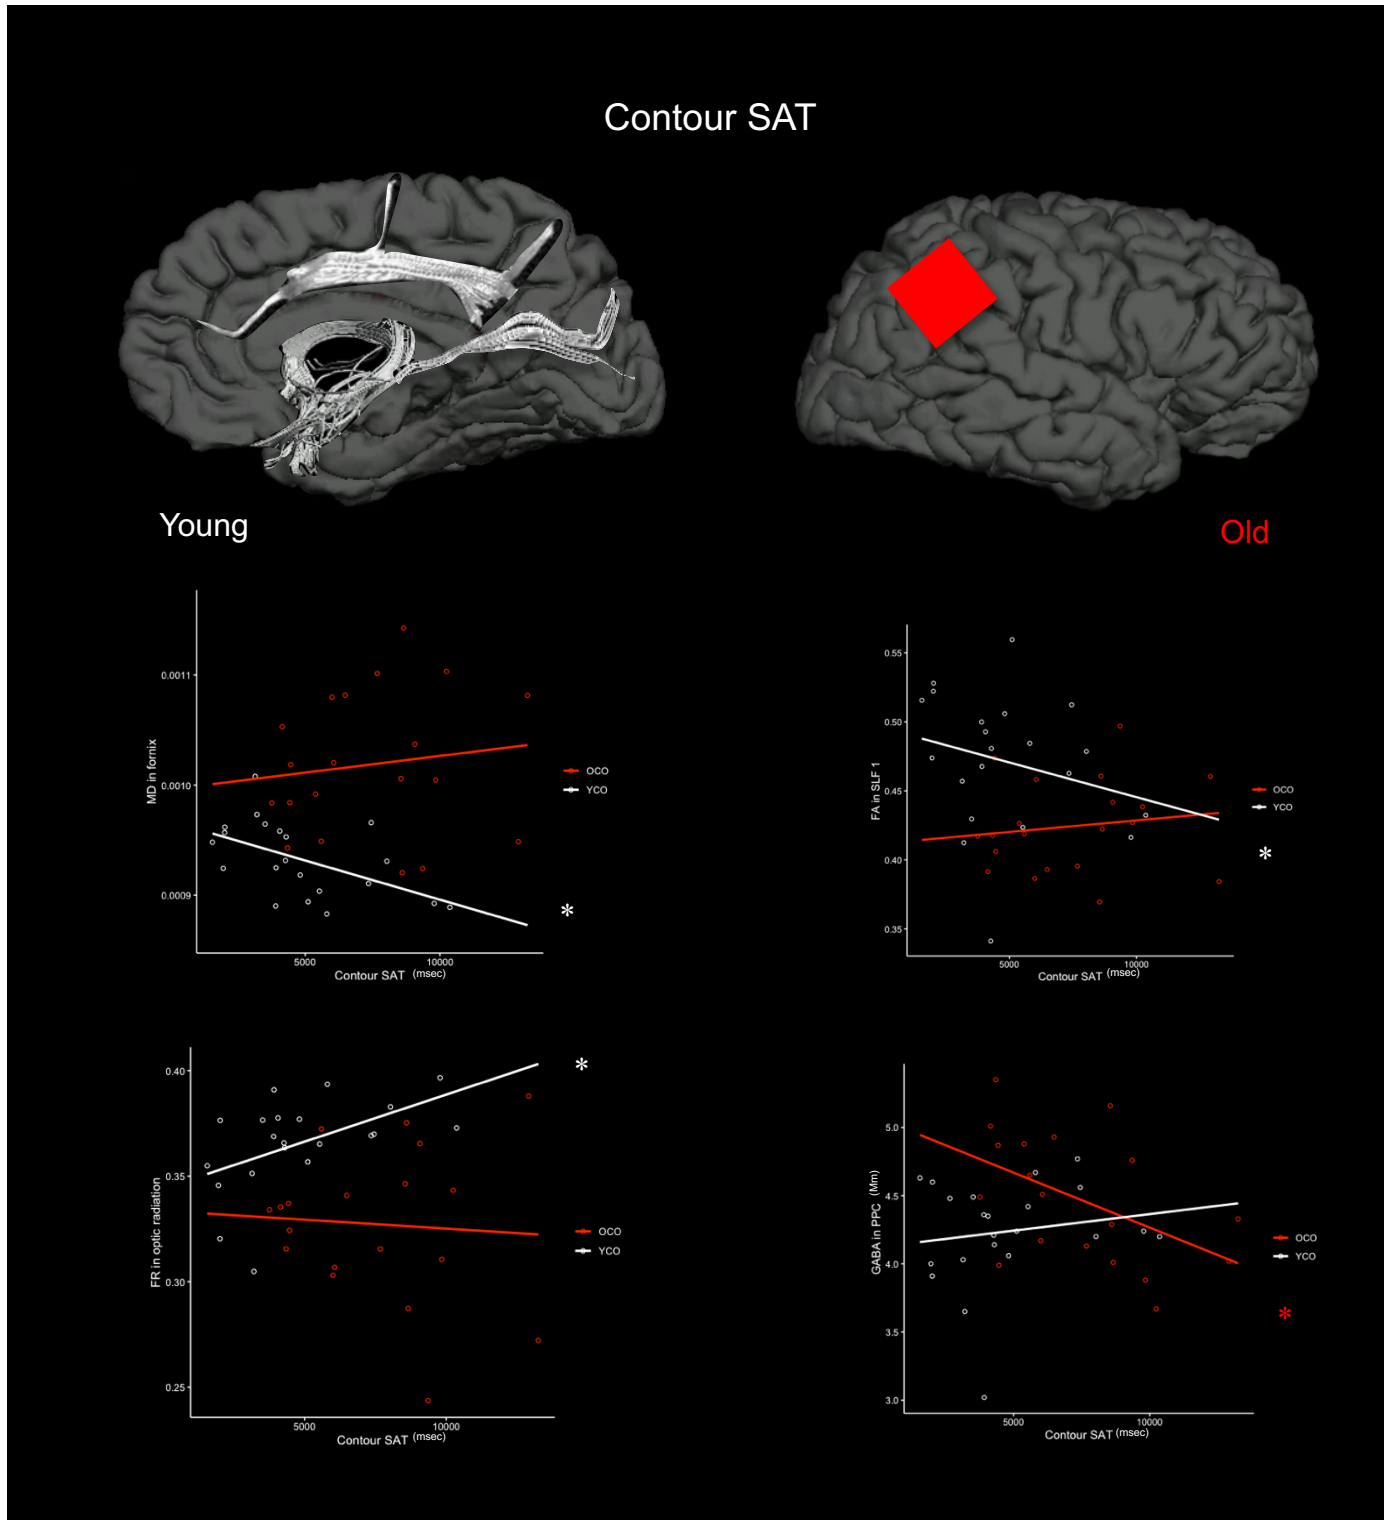 Contour SAT
Young
Old
MD in fornix
0.0011
0.0010
0.0009
5000
10000
Contour SAT (msec)
OCO
YCO
*
FA in SLF 1
0.55
0.50
0.45
0.40
0.35
5000
10000
Contour SAT (msec)
OCO
YCO
*
FR in optic radiation
0.40
0.35
0.30
0.25
5000
10000
Contour SAT (msec)
*
OCO
YCO
GABA in PPC (Mm)
5.0
4.5
4.0
3.5
3.0
5000
10000
Contour SAT (msec)
OCO
YCO
*